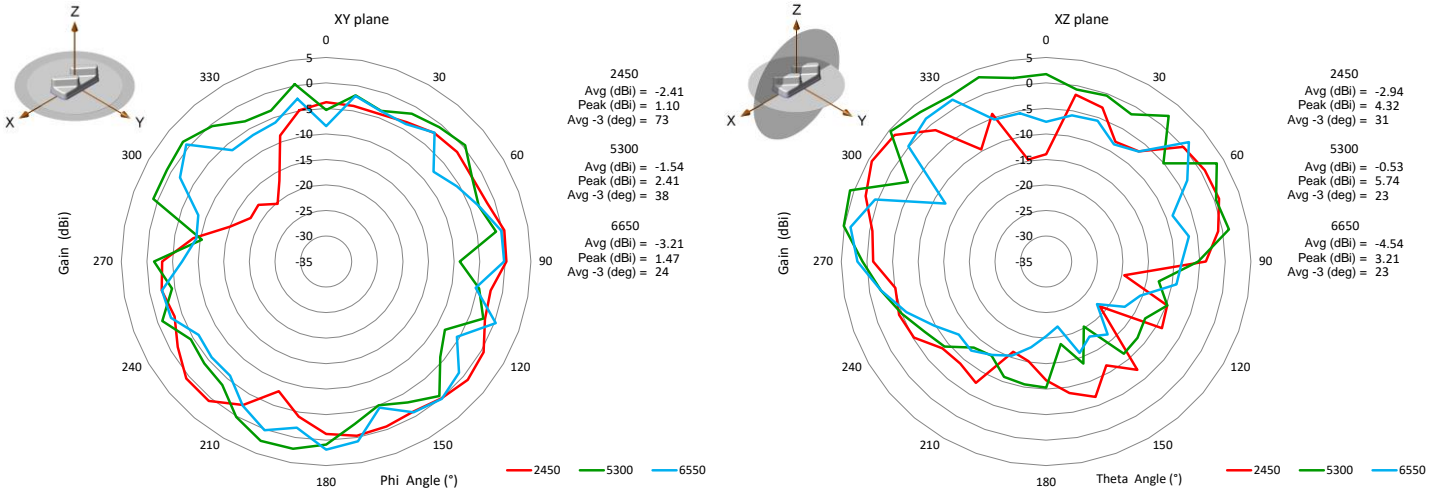 XY plane
Z
X
Y
0
30
60
90
120
150
180
210
240
270
300
330
5
0
-5
-10
-15
-20
-25
-30
-35
Gain (dBi)
Phi Angle (°)
2450
Avg (dBi) = -2.41
Peak (dBi) = 1.10
Avg -3 (deg) = 73
5300
Avg (dBi) = -1.54
Peak (dBi) = 2.41
Avg -3 (deg) = 38
6650
Avg (dBi) = -3.21
Peak (dBi) = 1.47
Avg -3 (deg) = 24
2450 5300 6550
XZ plane
Z
X
Y
0
30
60
90
120
150
180
210
240
270
300
330
5
0
-5
-10
-15
-20
-25
-30
-35
Gain (dBi)
Theta Angle (°)
2450
Avg (dBi) = -2.94
Peak (dBi) = 4.32
Avg -3 (deg) = 31
5300
Avg (dBi) = -0.53
Peak (dBi) = 5.74
Avg -3 (deg) = 23
6650
Avg (dBi) = -4.54
Peak (dBi) = 3.21
Avg -3 (deg) = 23
2450 5300 6550